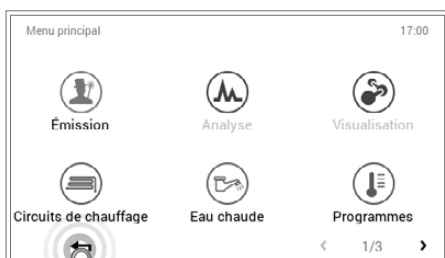 Menu principal 17:00
Émission Analyse Visualisation
Circuits de chauffage Eau chaude Programmes
1/3